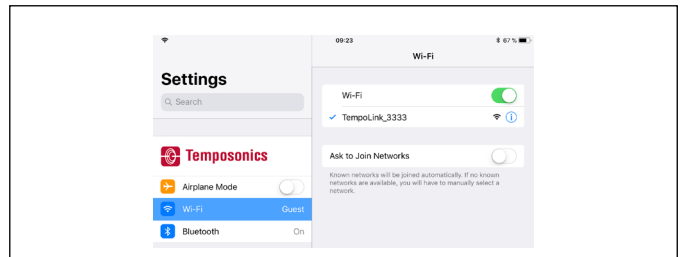 09:23
67 %
Wi-Fi
Settings
Search
Temposonics
Airplane Mode
Wi-Fi Guest
Bluetooth On
Wi-Fi
TempoLink_3333
Ask to Join Networks
Known networks will be joined automatically. If no known
networks are available, you will have to manually select a
network.